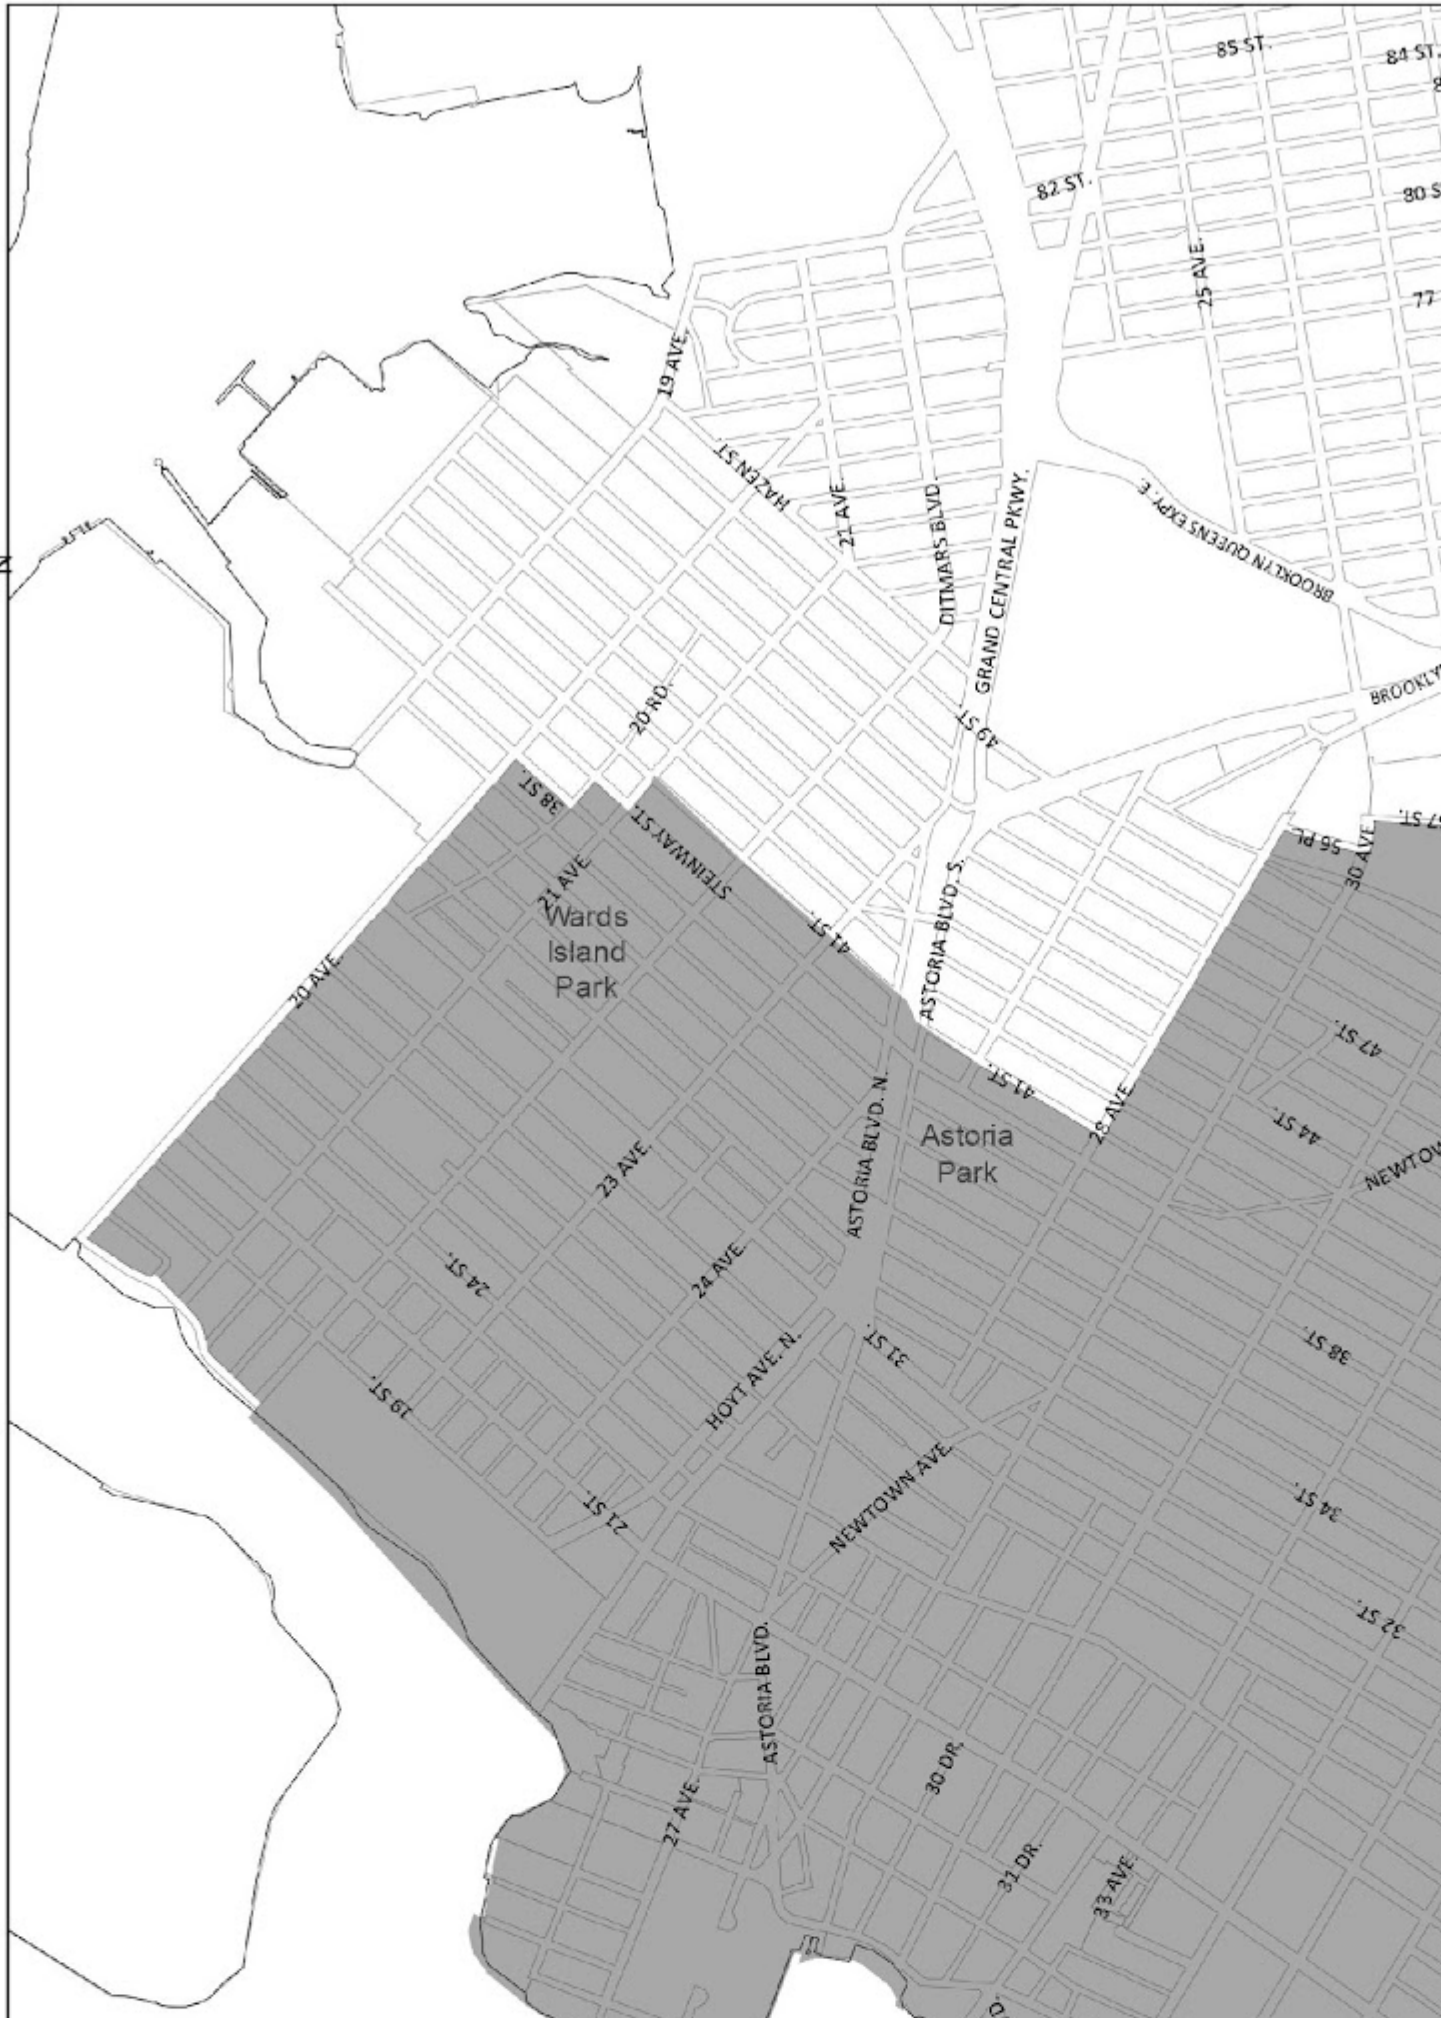 85 ST.
84 ST.
82 ST.
80 S
25 AVE.
77
19 AVE.
HAZEN ST.
21 AVE.
DITMARS BLVD.
GRAND CENTRAL PKWY.
BROOKLYN QUEENS EXPY. E.
N
20 RD.
49 ST.
BROOKLY
38 ST.
STEINWAY ST.
56 PL.
57 ST.
30 AVE.
21 AVE.
Wards
Island
Park
41 ST.
ASTORIA BLVD. S.
20 AVE.
47 ST.
41 ST.
28 AVE.
44 ST.
ASTORIA BLVD. N.
Astoria
Park
NEWTOW
23 AVE.
24 ST.
24 AVE.
31 ST.
38 ST.
19 ST.
HOYT AVE. N.
NEWTOWN AVE.
34 ST.
21 ST.
32 ST.
ASTORIA BLVD.
30 DR.
27 AVE.
31 DR.
33 AVE.